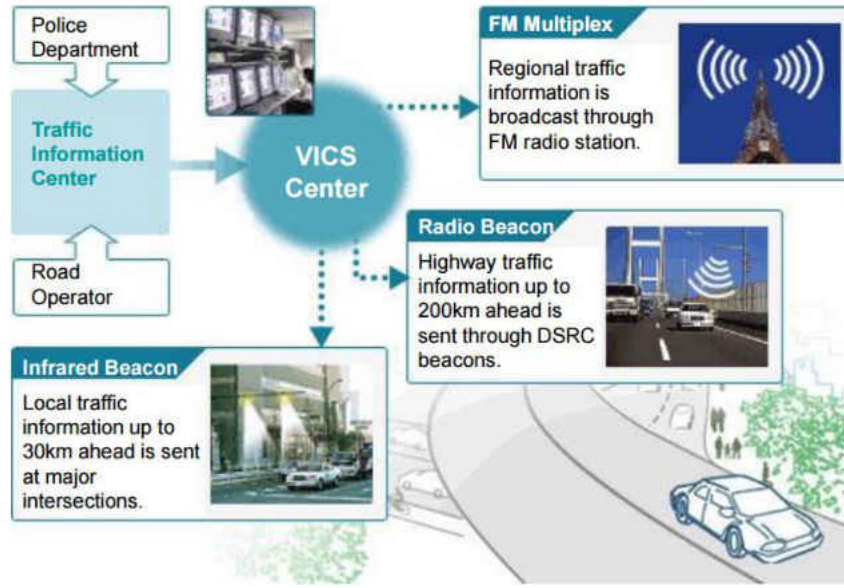 Police
Department
Traffic
Information
Center
Road
Operator
VICS
Center
FM Multiplex
Regional traffic
information is
broadcast through
FM radio station.
Radio Beacon
Highway traffic
information up to
200km ahead is
sent through DSRC
beacons.
Infrared Beacon
Local traffic
information up to
30km ahead is sent
at major
intersections.